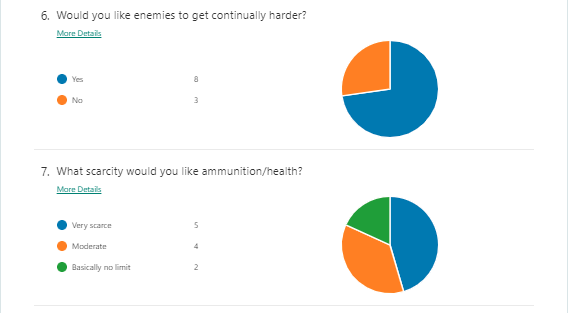 6. Would you like enemies to get continually harder?
More Details
Yes 8
No 3
7. What scarcity would you like ammunition/health?
More Details
Very scarce 5
Moderate 4
Basically no limit 2